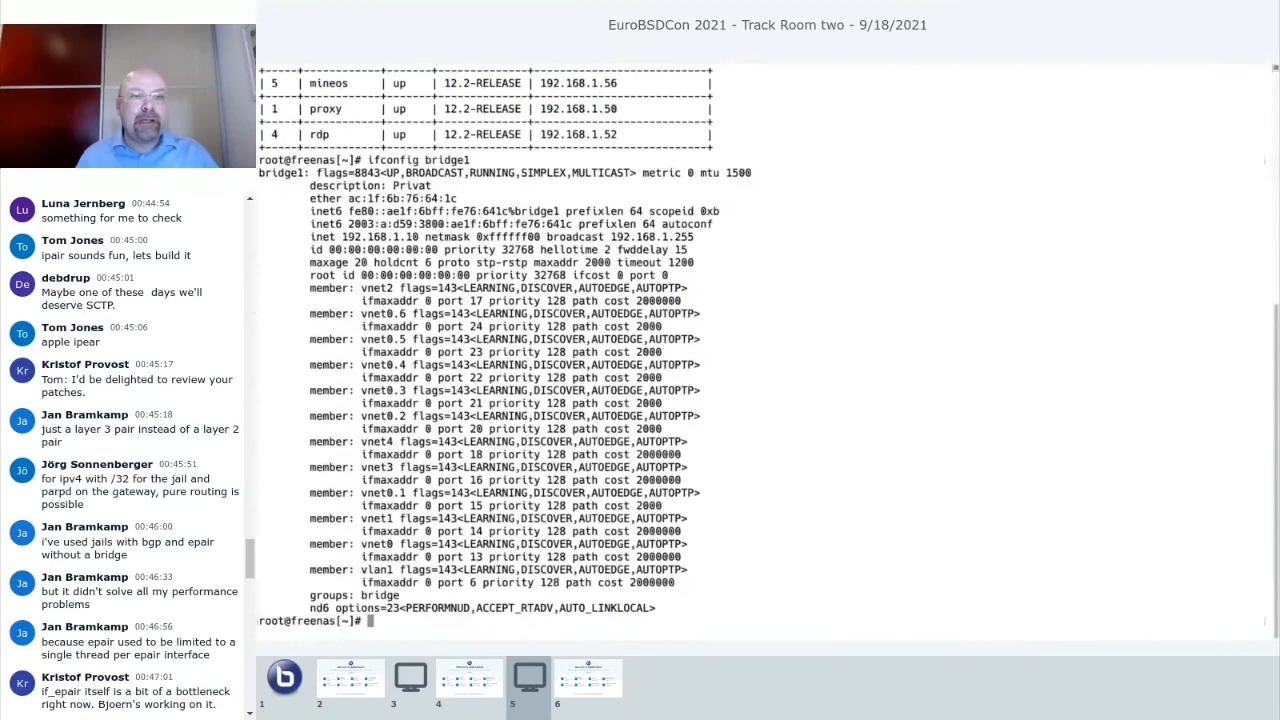 EuroBSDCon 2021 - Track Room two - 9/18/2021
Lu
Luna Jernberg 00:44:54
something for me to check
To
Tom Jones 00:45:00
ipair sounds fun, lets build it
De
debdrup 00:45:01
Maybe one of these days we'll
deserve SCTP.
To
Tom Jones 00:45:06
apple ipear
Kr
Kristof Provost 00:45:17
Tom: I'd be delighted to review your
patches.
Ja
Jan Bramkamp 00:45:18
just a layer 3 pair instead of a layer 2
pair
Jö
Jörg Sonnenberger 00:45:51
for ipv4 with /32 for the jail and
parpd on the gateway, pure routing is
possible
Ja
Jan Bramkamp 00:46:00
i've used jails with bgp and epair
without a bridge
Ja
Jan Bramkamp 00:46:33
but it didn't solve all my performance
problems
Ja
Jan Bramkamp 00:46:56
because epair used to be limited to a
single thread per epair interface
Kr
Kristof Provost 00:47:01
if_epair itself is a bit of a bottleneck
right now. Bjoern's working on it.
+-----+------------+-------+--------------+---------------------------+
| 5 | mineos | up | 12.2-RELEASE | 192.168.1.56 |
+-----+------------+-------+--------------+---------------------------+
| 1 | proxy | up | 12.2-RELEASE | 192.168.1.50 |
+-----+------------+-------+--------------+---------------------------+
| 4 | rdp | up | 12.2-RELEASE | 192.168.1.52 |
+-----+------------+-------+--------------+---------------------------+
root@freenas[~]# ifconfig bridge1
bridge1: flags=8843<UP,BROADCAST,RUNNING,SIMPLEX,MULTICAST> metric 0 mtu 1500
description: Privat
ether ac:1f:6b:76:64:1c
inet6 fe80::ae1f:6bff:fe76:641c%bridge1 prefixlen 64 scopeid 0xb
inet6 2003:a:d59:3800:ae1f:6bff:fe76:641c prefixlen 64 autoconf
inet 192.168.1.10 netmask 0xffffff00 broadcast 192.168.1.255
id 00:00:00:00:00:00 priority 32768 hellotime 2 fwddelay 15
maxage 20 holdcnt 6 proto stp-rstp maxaddr 2000 timeout 1200
root id 00:00:00:00:00:00 priority 32768 ifcost 0 port 0
member: vnet2 flags=143<LEARNING,DISCOVER,AUTOEDGE,AUTOPTP>
ifmaxaddr 0 port 17 priority 128 path cost 2000000
member: vnet0.6 flags=143<LEARNING,DISCOVER,AUTOEDGE,AUTOPTP>
ifmaxaddr 0 port 24 priority 128 path cost 2000
member: vnet0.5 flags=143<LEARNING,DISCOVER,AUTOEDGE,AUTOPTP>
ifmaxaddr 0 port 23 priority 128 path cost 2000
member: vnet0.4 flags=143<LEARNING,DISCOVER,AUTOEDGE,AUTOPTP>
ifmaxaddr 0 port 22 priority 128 path cost 2000
member: vnet0.3 flags=143<LEARNING,DISCOVER,AUTOEDGE,AUTOPTP>
ifmaxaddr 0 port 21 priority 128 path cost 2000
member: vnet0.2 flags=143<LEARNING,DISCOVER,AUTOEDGE,AUTOPTP>
ifmaxaddr 0 port 20 priority 128 path cost 2000
member: vnet4 flags=143<LEARNING,DISCOVER,AUTOEDGE,AUTOPTP>
ifmaxaddr 0 port 18 priority 128 path cost 2000000
member: vnet3 flags=143<LEARNING,DISCOVER,AUTOEDGE,AUTOPTP>
ifmaxaddr 0 port 16 priority 128 path cost 2000000
member: vnet0.1 flags=143<LEARNING,DISCOVER,AUTOEDGE,AUTOPTP>
ifmaxaddr 0 port 15 priority 128 path cost 2000
member: vnet1 flags=143<LEARNING,DISCOVER,AUTOEDGE,AUTOPTP>
ifmaxaddr 0 port 14 priority 128 path cost 2000000
member: vnet0 flags=143<LEARNING,DISCOVER,AUTOEDGE,AUTOPTP>
ifmaxaddr 0 port 13 priority 128 path cost 2000000
member: vlan1 flags=143<LEARNING,DISCOVER,AUTOEDGE,AUTOPTP>
ifmaxaddr 0 port 6 priority 128 path cost 2000000
groups: bridge
nd6 options=23<PERFORMNUD,ACCEPT_RTADV,AUTO_LINKLOCAL>
root@freenas[~]#
b
1 2 3 4 5 6